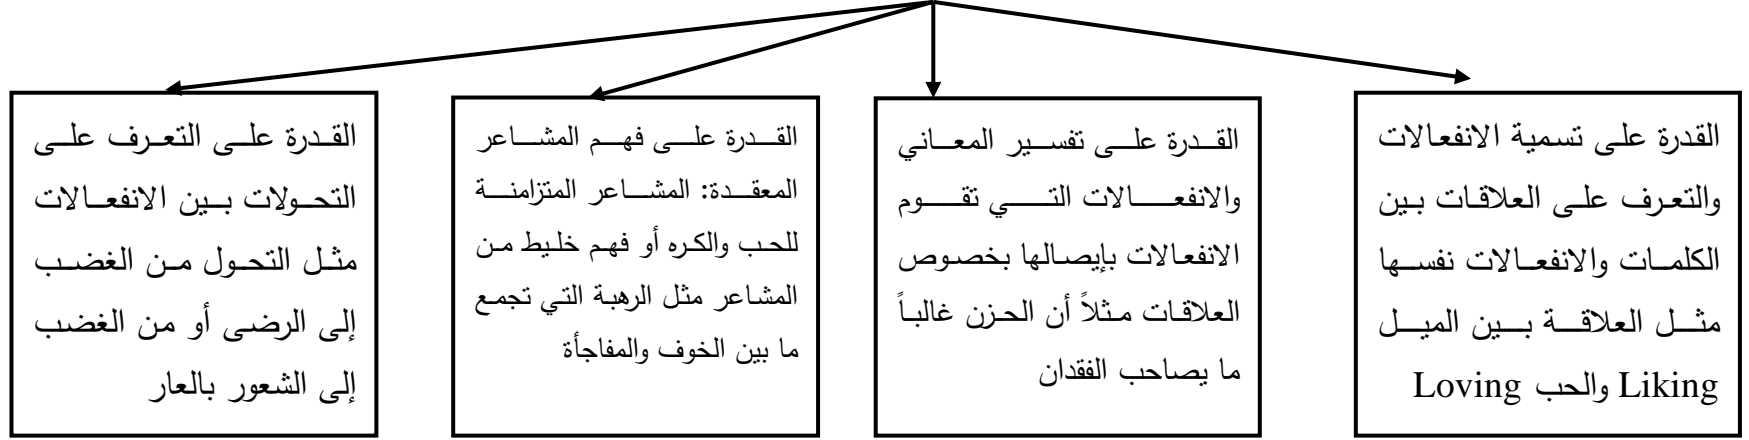 القدرة على تسمية الانفعالات
والتعرف على العلاقات بين
الكلمات والانفعالات نفسها
مثل العلاقة بين الميل
Liking والحب Loving
القدرة على تفسير المعاني
والانفعالات التي تقوم
الانفعالات بإيصالها بخصوص
العلاقات مثلاً أن الحزن غالباً
ما يصاحب الفقدان
القدرة على فهم المشاعر
المعقدة: المشاعر المتزامنة
للحب والكره أو فهم خليط من
المشاعر مثل الرهبة التي تجمع
ما بين الخوف والمفاجأة
القدرة على التعرف على
التحولات بين الانفعالات
مثل التحول من الغضب
إلى الرضى أو من الغضب
إلى الشعور بالعار